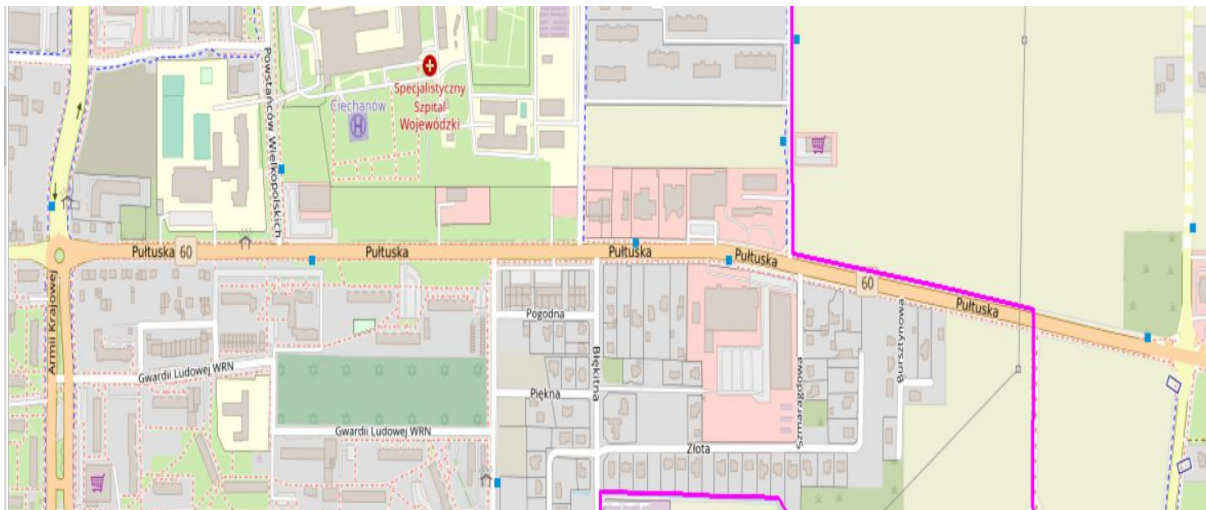 Powstańców Wielkopolskich
Ciechanów
H
Specjalistyczny
Szpital
Wojewódzki
Pułtuska
60
Pułtuska
Pułtuska
Pułtuska
60
Pułtuska
Armii Krajowej
Pogodna
Błękitna
Gwardii Ludowej WRN
Piękna
Szmaragdowa
Bursztynowa
Gwardii Ludowej WRN
Złota